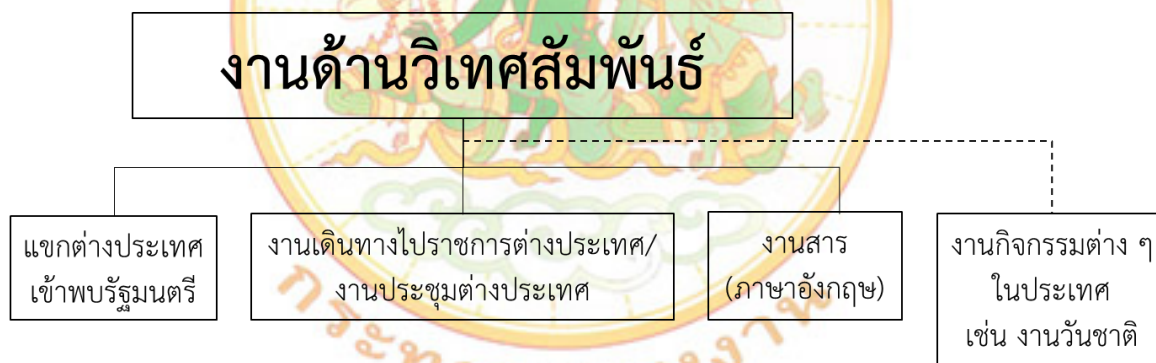 งานด้านวิเทศสัมพันธ์
แขกต่างประเทศ
เข้าพบรัฐมนตรี
งานเดินทางไปราชการต่างประเทศ/
งานประชุมต่างประเทศ
งานสาร
(ภาษาอังกฤษ)
งานกิจกรรมต่าง ๆ
ในประเทศ
เช่น งานวันชาติ